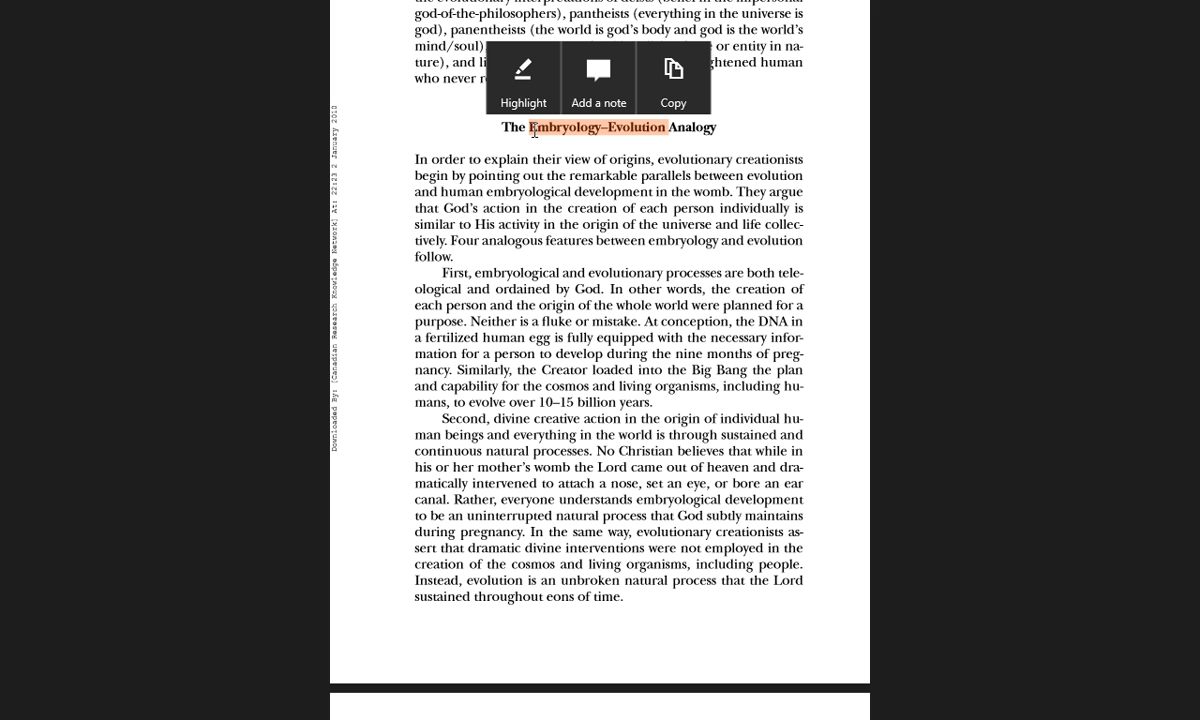 god-of-the-philosophers), pantheists (everything in the universe is
god), panentheists (the world is god's body and god is the world's
mind/soul) or entity in na-
ture), and li ghtened human
who never r
Highlight
Add a note
Copy
The Embryology–Evolution Analogy
In order to explain their view of origins, evolutionary creationists
begin by pointing out the remarkable parallels between evolution
and human embryological development in the womb. They argue
that God's action in the creation of each person individually is
similar to His activity in the origin of the universe and life collec-
tively. Four analogous features between embryology and evolution
follow.
First, embryological and evolutionary processes are both tele-
ological and ordained by God. In other words, the creation of
each person and the origin of the whole world were planned for a
purpose. Neither is a fluke or mistake. At conception, the DNA in
a fertilized human egg is fully equipped with the necessary infor-
mation for a person to develop during the nine months of preg-
nancy. Similarly, the Creator loaded into the Big Bang the plan
and capability for the cosmos and living organisms, including hu-
mans, to evolve over 10–15 billion years.
Second, divine creative action in the origin of individual hu-
man beings and everything in the world is through sustained and
continuous natural processes. No Christian believes that while in
his or her mother's womb the Lord came out of heaven and dra-
matically intervened to attach a nose, set an eye, or bore an ear
canal. Rather, everyone understands embryological development
to be an uninterrupted natural process that God subtly maintains
during pregnancy. In the same way, evolutionary creationists as-
sert that dramatic divine interventions were not employed in the
creation of the cosmos and living organisms, including people.
Instead, evolution is an unbroken natural process that the Lord
sustained throughout eons of time.
Downloaded By: [Canadian Research Knowledge Network] At: 22:23 2 January 2010